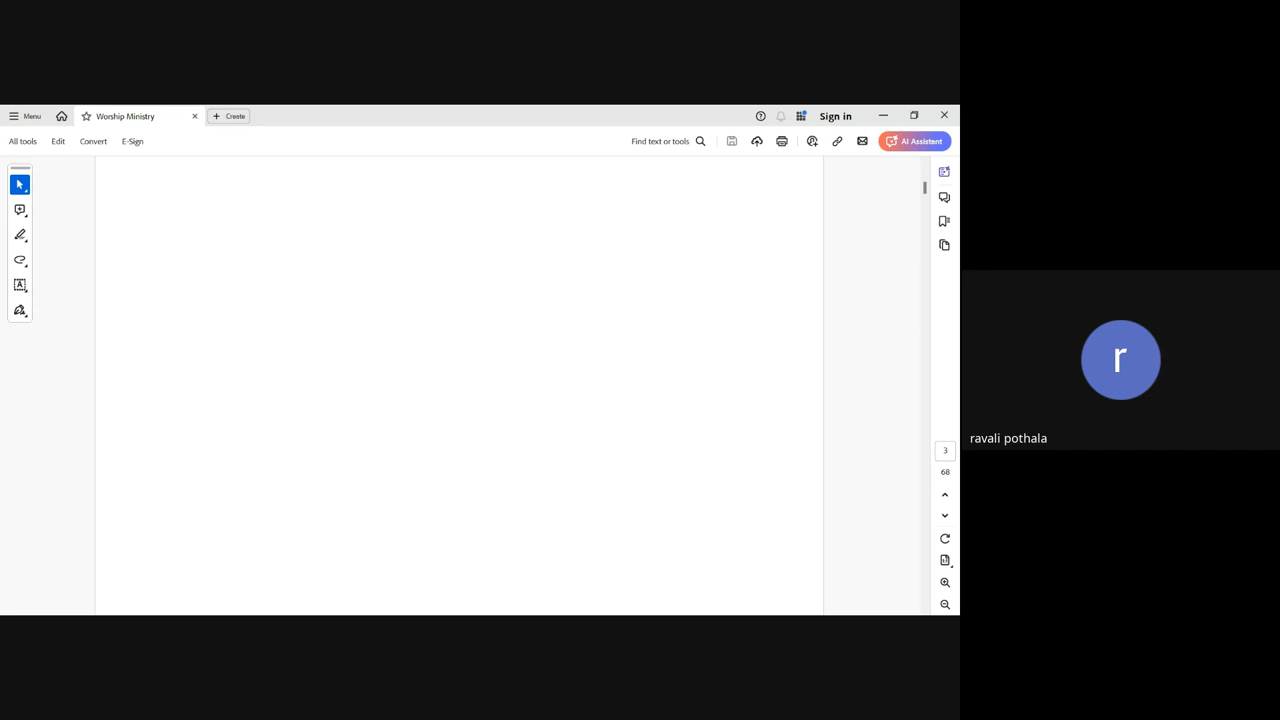 Menu
Worship Ministry
Create
Sign in
All tools
Edit
Convert
E-Sign
Find text or tools
AI Assistant
A
3
68
r
ravali pothala